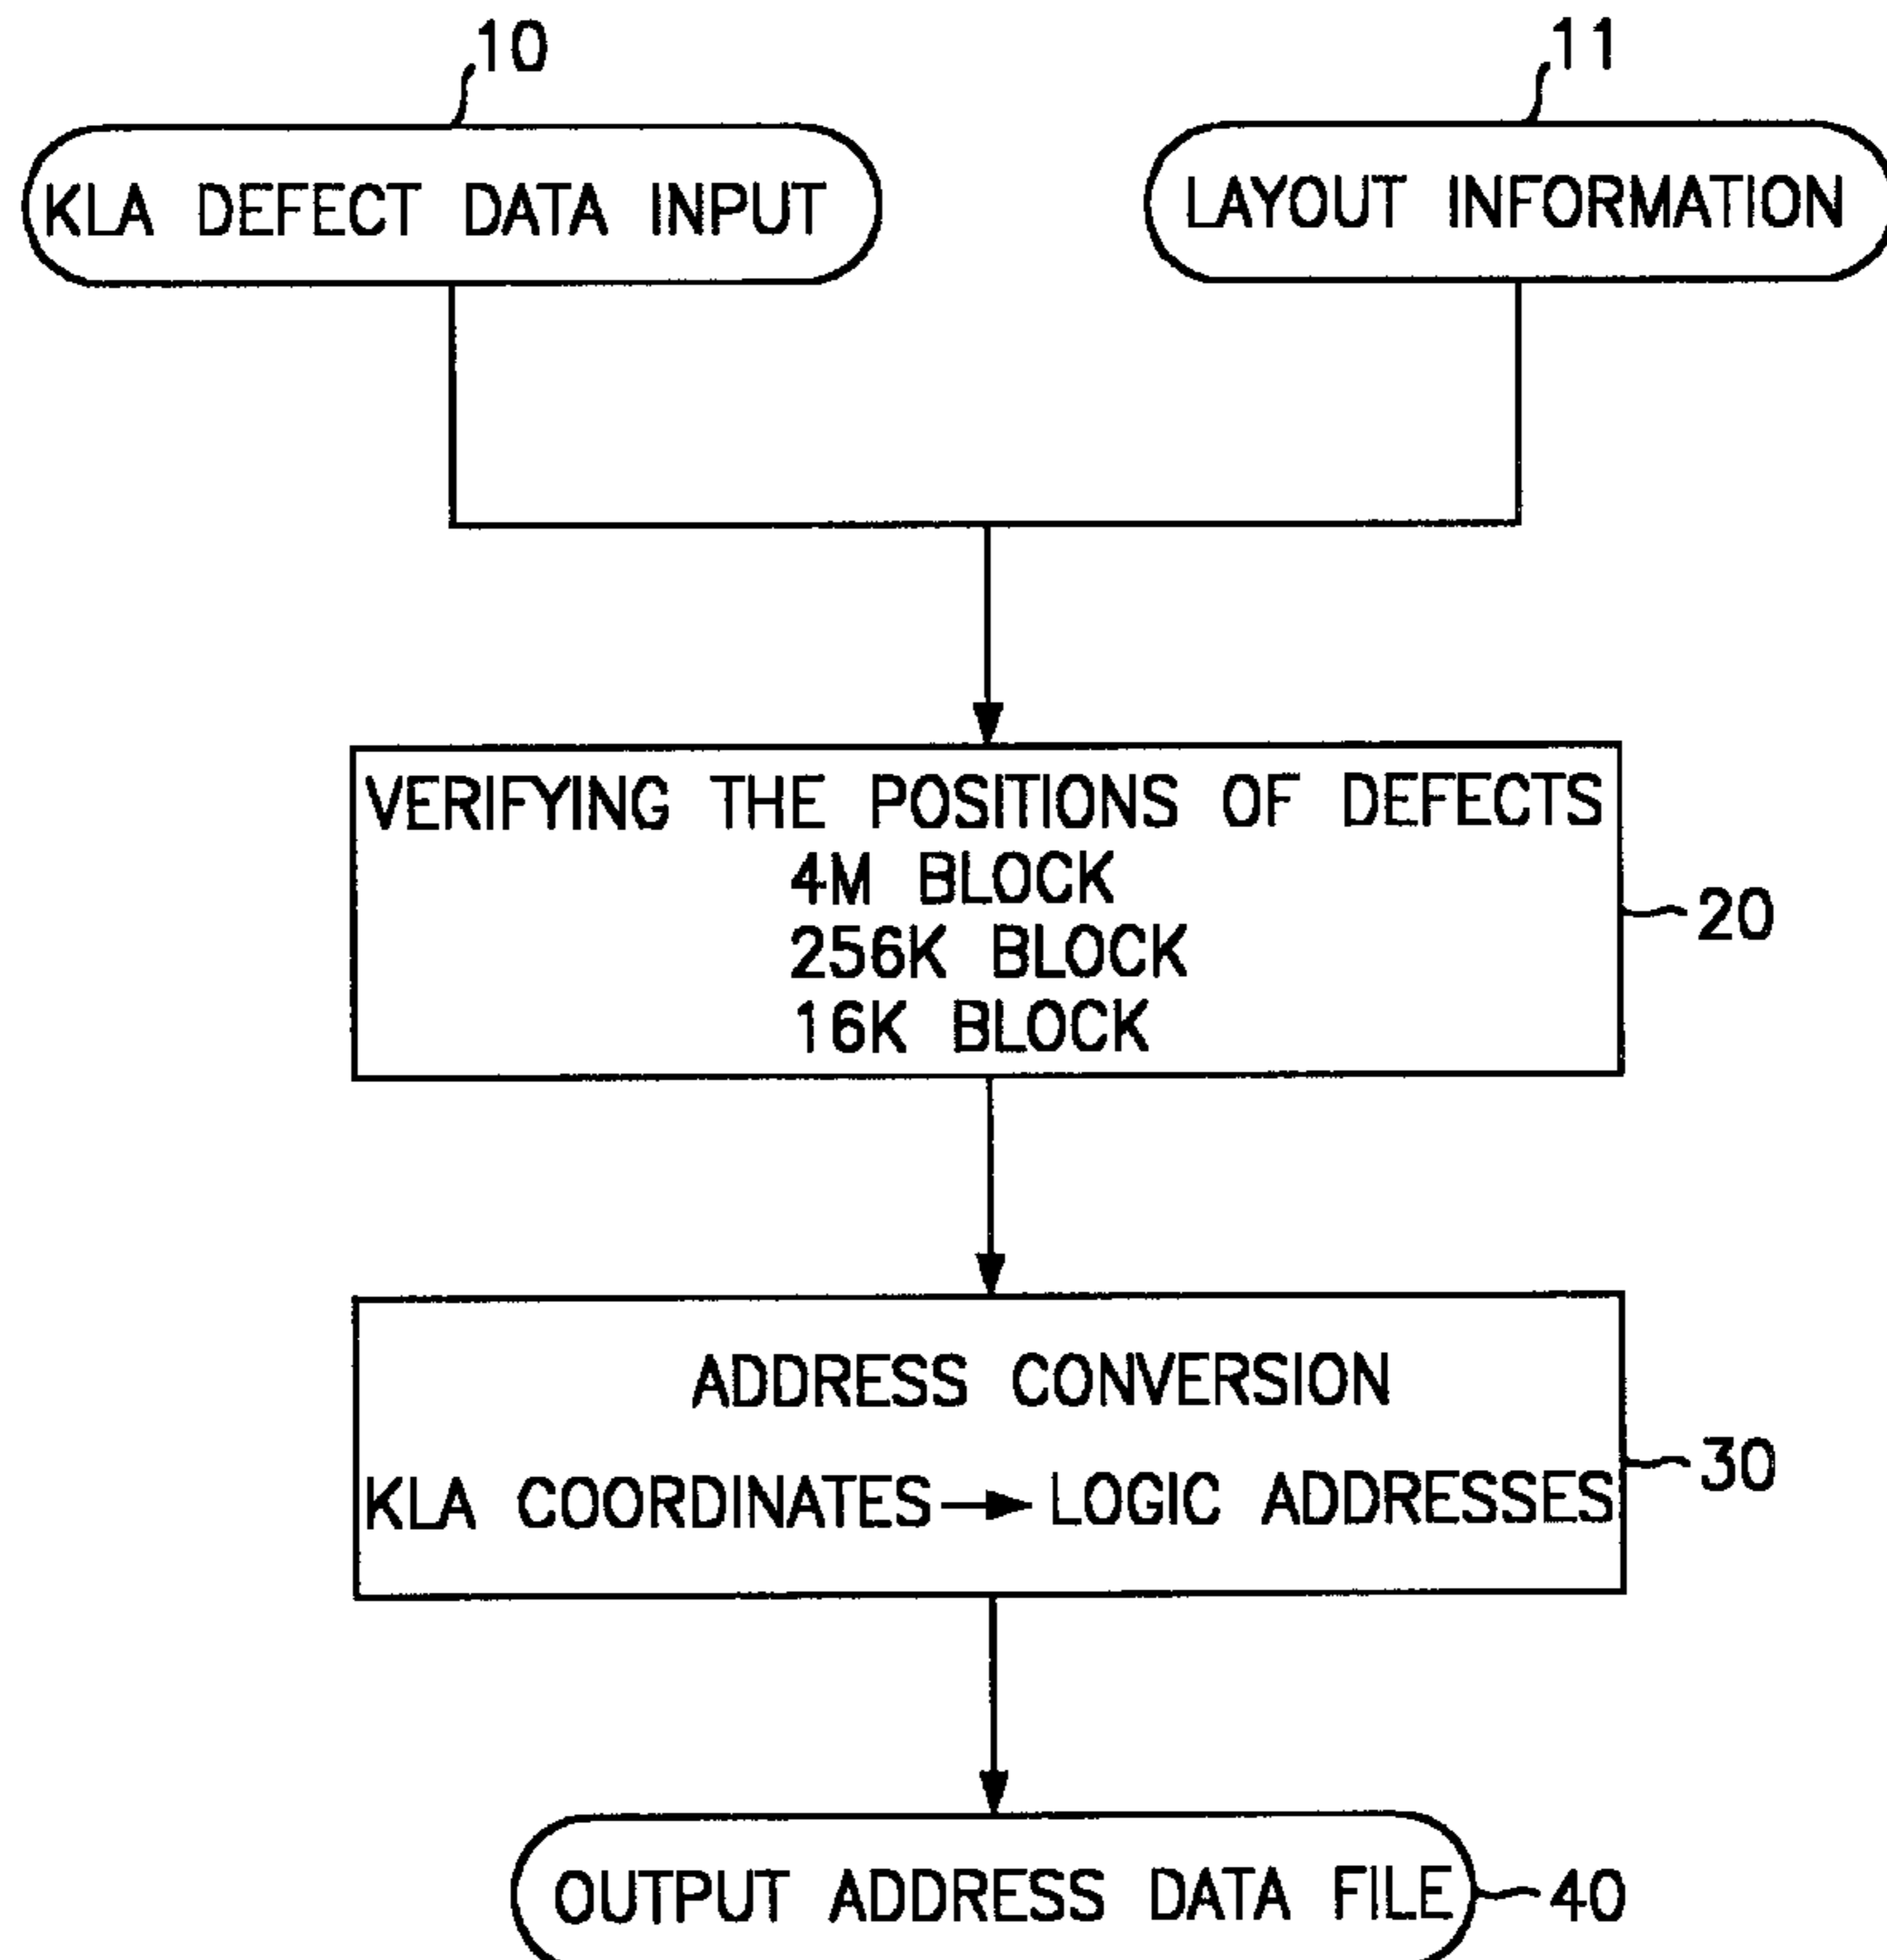 10
11
KLA DEFECT DATA INPUT
LAYOUT INFORMATION
VERIFYING THE POSITIONS OF DEFECTS
4M BLOCK
256K BLOCK
16K BLOCK
20
ADDRESS CONVERSION
KLA COORDINATES → LOGIC ADDRESSES
30
OUTPUT ADDRESS DATA FILE
40